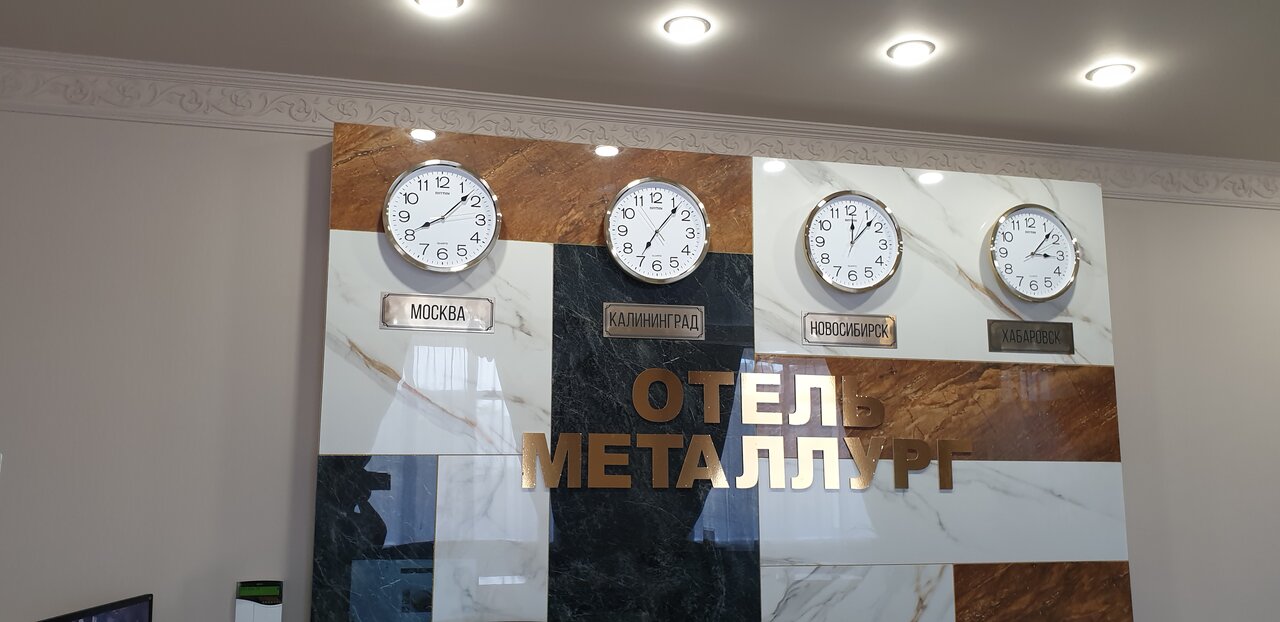 МОСКВА
КАЛИНИНГРАД
НОВОСИБИРСК
ХАБАРОВСК
ОТЕЛЬ
МЕТАЛЛУРГ